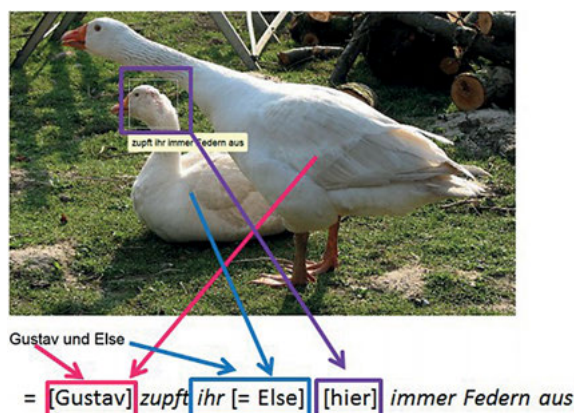 zupft ihr immer Federn aus
Gustav und Else
= [Gustav] zupft ihr [= Else] [hier] immer Federn aus